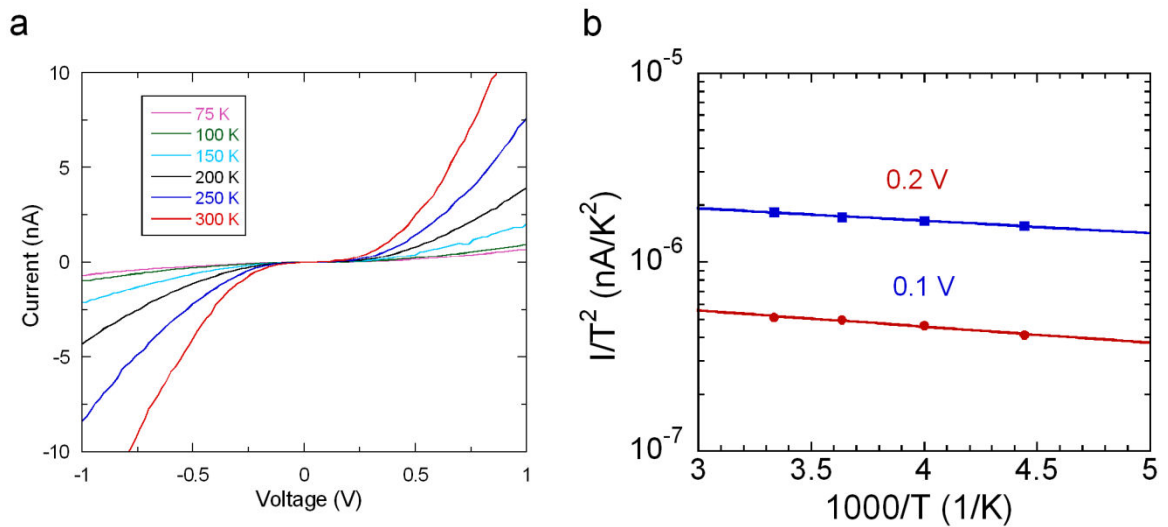 a
10
5
0
-5
-10
Current (nA)
75 K
100 K
150 K
200 K
250 K
300 K
-1
-0.5
0
0.5
1
Voltage (V)
b
10⁻⁵
10⁻⁶
10⁻⁷
I/T² (nA/K²)
0.2 V
0.1 V
3
3.5
4
4.5
5
1000/T (1/K)